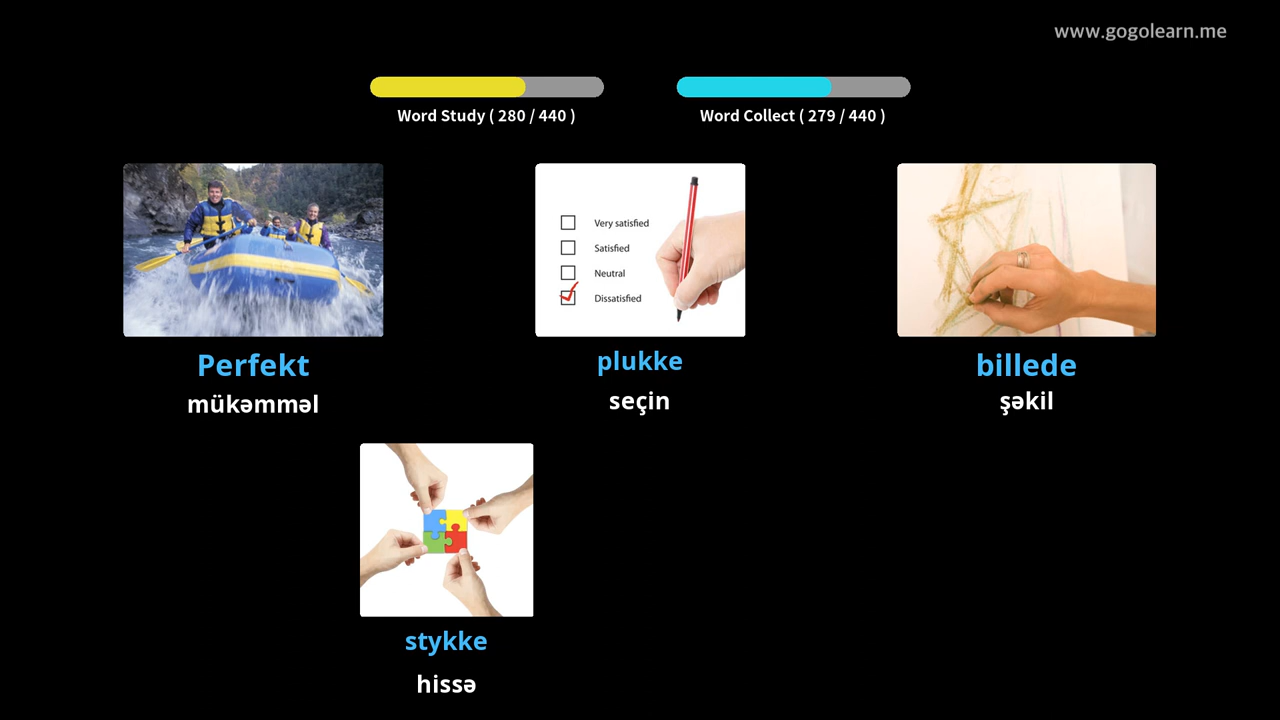 www.gogolearn.me
Word Study ( 280 / 440 )
Word Collect ( 279 / 440 )
Very satisfied
Satisfied
Neutral
Dissatisfied
Perfekt
mükəmməl
plukke
seçin
billede
şəkil
stykke
hissə